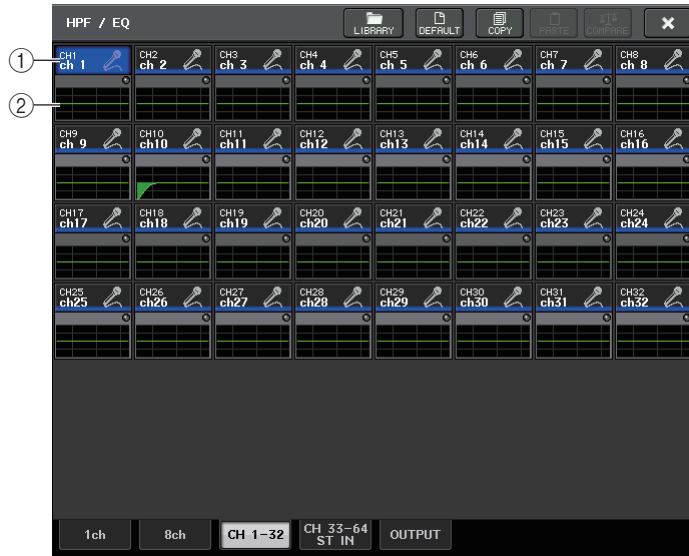 HPF / EQ
LIBRARY
DEFAULT
COPY
PASTE
COMPARE
①
②
CH1
ch 1
CH2
ch 2
CH3
ch 3
CH4
ch 4
CH5
ch 5
CH6
ch 6
CH7
ch 7
CH8
ch 8
CH9
ch 9
CH10
ch10
CH11
ch11
CH12
ch12
CH13
ch13
CH14
ch14
CH15
ch15
CH16
ch16
CH17
ch17
CH18
ch18
CH19
ch19
CH20
ch20
CH21
ch21
CH22
ch22
CH23
ch23
CH24
ch24
CH25
ch25
CH26
ch26
CH27
ch27
CH28
ch28
CH29
ch29
CH30
ch30
CH31
ch31
CH32
ch32
1ch
8ch
CH 1-32
CH 33-64
ST IN
OUTPUT